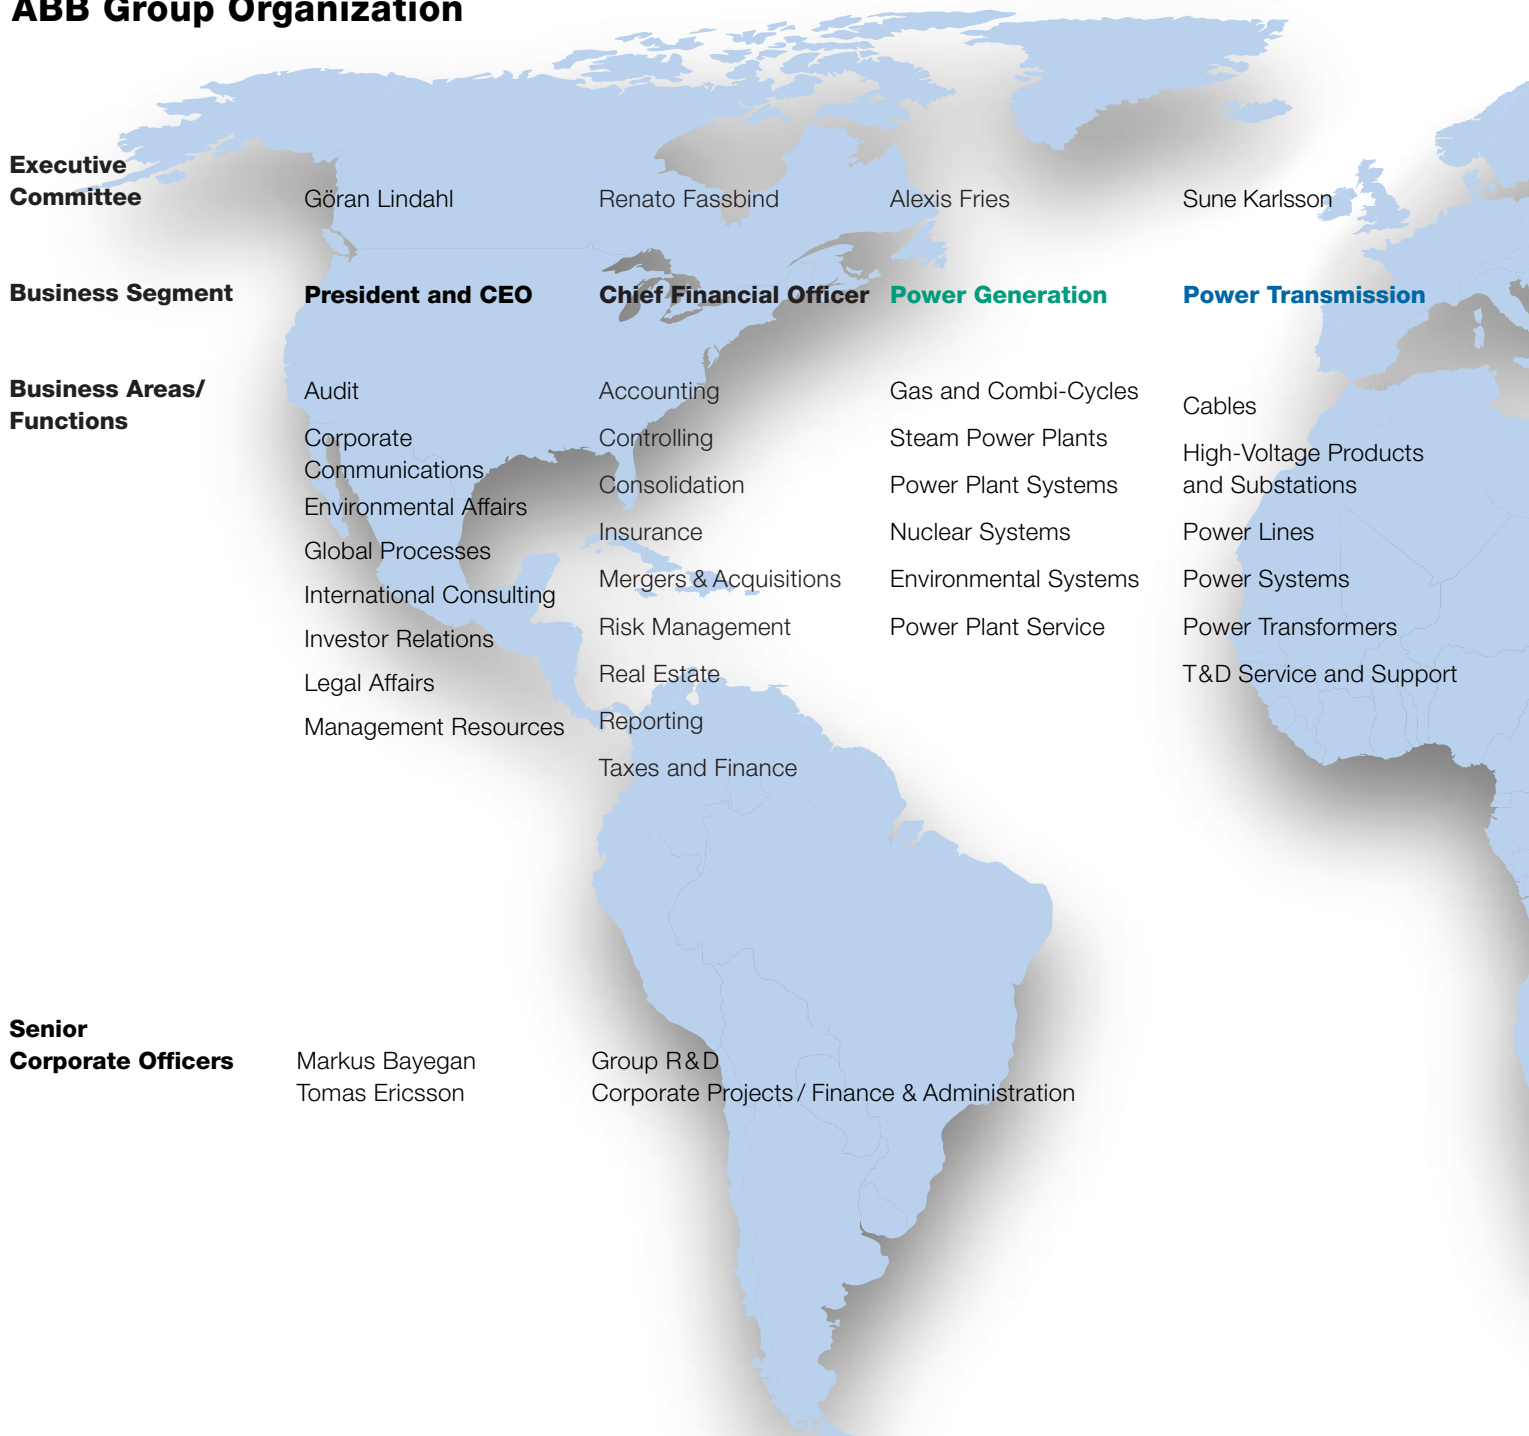 ABB Group Organization
Executive
Committee
Göran Lindahl
Renato Fassbind
Alexis Fries
Sune Karlsson
Business Segment
President and CEO
Chief Financial Officer
Power Generation
Power Transmission
Business Areas/
Functions
Audit
Corporate
Communications
Environmental Affairs
Global Processes
International Consulting
Investor Relations
Legal Affairs
Management Resources
Accounting
Controlling
Consolidation
Insurance
Mergers & Acquisitions
Risk Management
Real Estate
Reporting
Taxes and Finance
Gas and Combi-Cycles
Steam Power Plants
Power Plant Systems
Nuclear Systems
Environmental Systems
Power Plant Service
Cables
High-Voltage Products
and Substations
Power Lines
Power Systems
Power Transformers
T&D Service and Support
Senior
Corporate Officers
Markus Bayegan
Group R&D
Tomas Ericsson
Corporate Projects / Finance & Administration